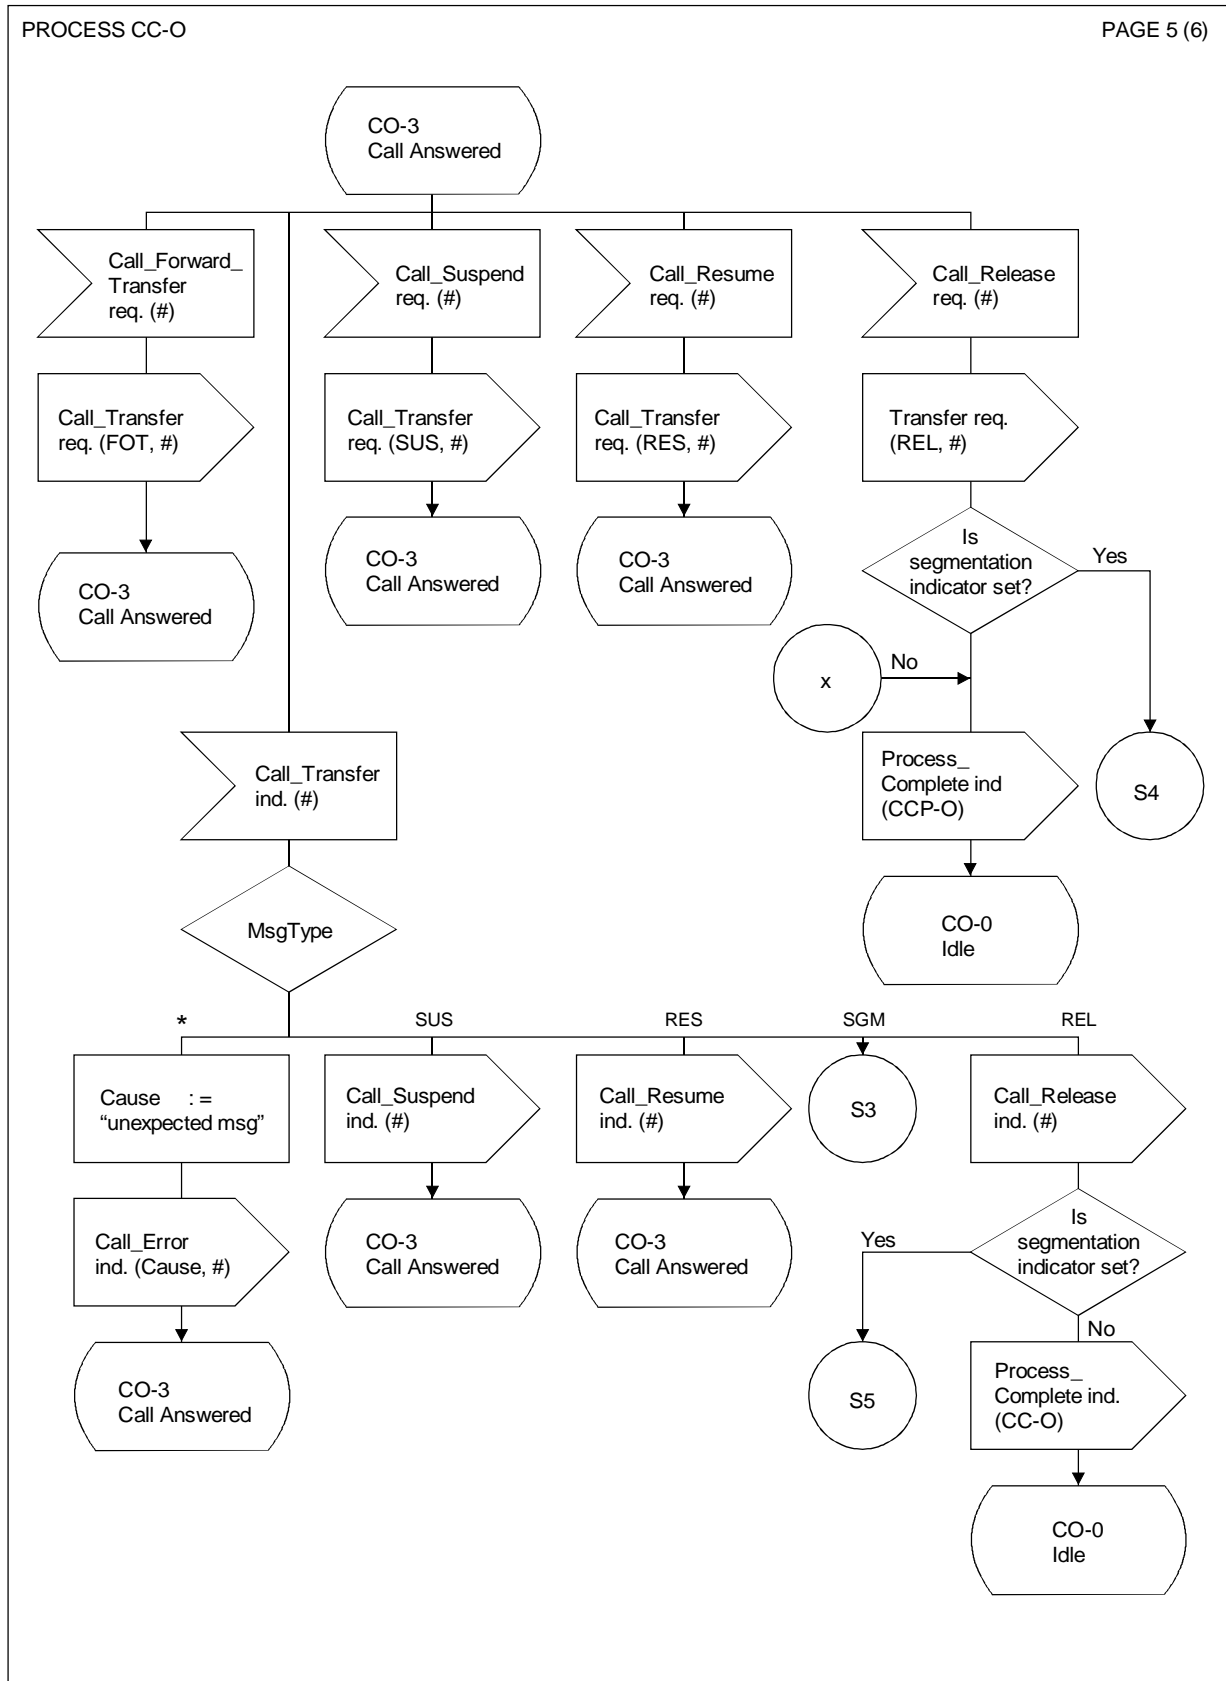 PROCESS CC-O
PAGE 5 (6)
CO-3
Call Answered
Call_Forward_
Transfer
req. (#)
Call_Suspend
req. (#)
Call_Resume
req. (#)
Call_Release
req. (#)
Call_Transfer
req. (FOT, #)
Call_Transfer
req. (SUS, #)
Call_Transfer
req. (RES, #)
Transfer req.
(REL, #)
CO-3
Call Answered
CO-3
Call Answered
CO-3
Call Answered
Is
segmentation
indicator set?
Yes
No
x
Call_Transfer
ind. (#)
Process_
Complete ind
(CCP-O)
S4
MsgType
CO-0
Idle
*
SUS
RES
SGM
REL
Cause : =
“unexpected msg”
Call_Suspend
ind. (#)
Call_Resume
ind. (#)
S3
Call_Release
ind. (#)
Call_Error
ind. (Cause, #)
CO-3
Call Answered
CO-3
Call Answered
Yes
Is
segmentation
indicator set?
No
CO-3
Call Answered
S5
Process_
Complete ind.
(CC-O)
CO-0
Idle